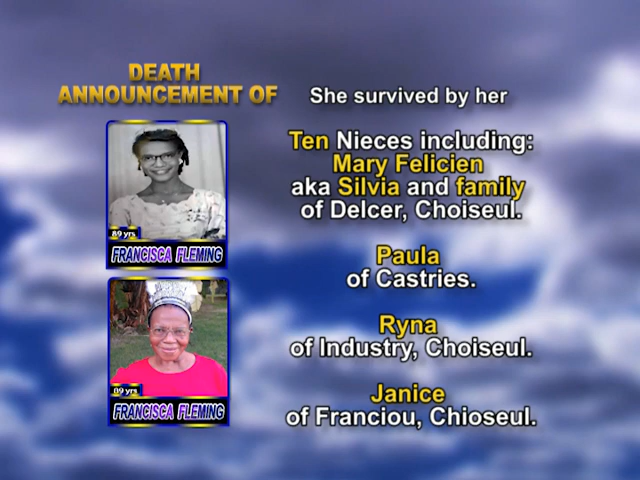 DEATH
ANNOUNCEMENT OF
89 yrs
FRANCISCA FLEMING
89 yrs
FRANCISCA FLEMING
She survived by her
Ten Nieces including:
Mary Felicien
aka Silvia and family
of Delcer, Choiseul.
Paula
of Castries.
Ryna
of Industry, Choiseul.
Janice
of Franciou, Chioseul.